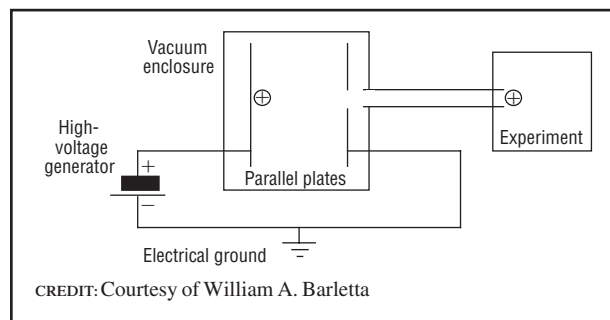 Vacuum
enclosure
High-
voltage
generator
+
−
Parallel plates
Experiment
Electrical ground
CREDIT: Courtesy of William A. Barletta